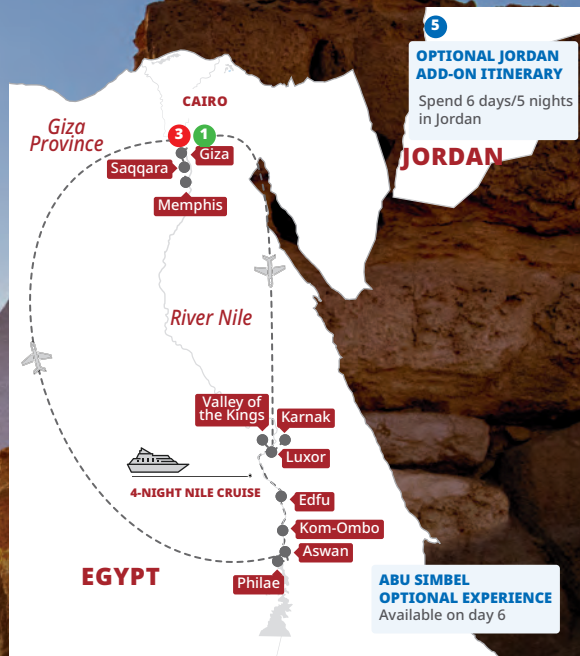 5
OPTIONAL JORDAN
ADD-ON ITINERARY
Spend 6 days/5 nights
in Jordan
JORDAN
CAIRO
Giza
Province
3
1
Giza
Saqqara
Memphis
River Nile
Valley of
the Kings
Karnak
Luxor
4-NIGHT NILE CRUISE
Edfu
Kom-Ombo
Aswan
Philae
EGYPT
ABU SIMBEL
OPTIONAL EXPERIENCE
Available on day 6